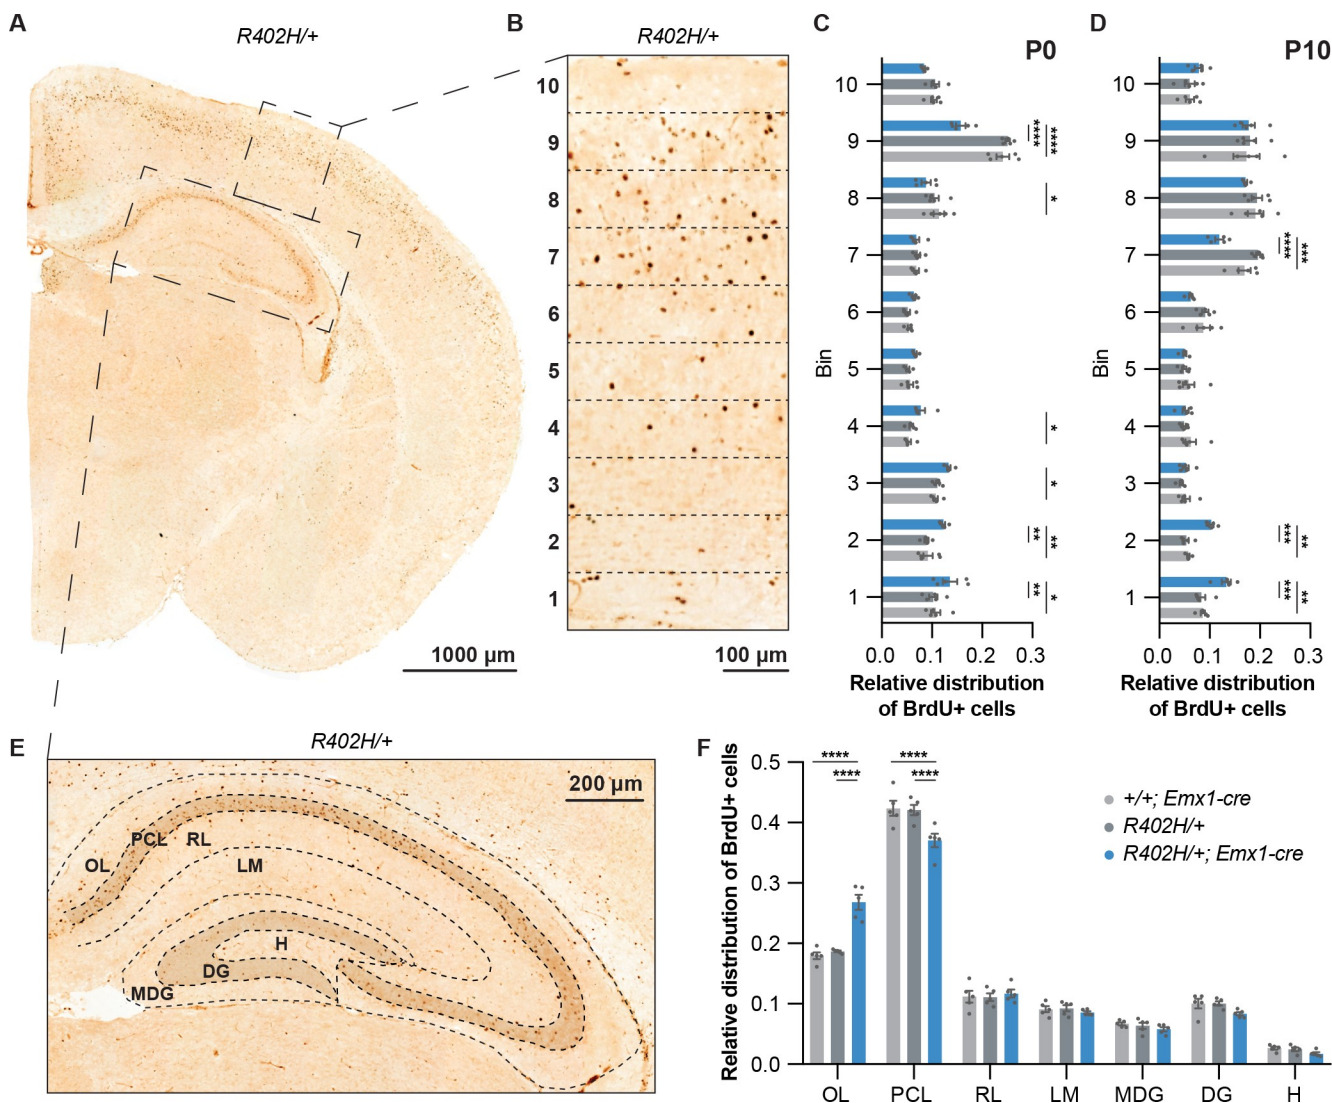 A
R402H/+
1000 µm
B
R402H/+
10
9
8
7
6
5
4
3
2
1
100 µm
C
P0
Bin
10
9
8
7
6
5
4
3
2
1
****
****
*
*
*
**
**
**
*
0.0 0.1 0.2 0.3
Relative distribution
of BrdU+ cells
D
P10
Bin
10
9
8
7
6
5
4
3
2
1
****
***
***
**
***
**
0.0 0.1 0.2 0.3
Relative distribution
of BrdU+ cells
E
R402H/+
200 µm
PCL
RL
OL
LM
H
DG
MDG
F
Relative distribution of BrdU+ cells
0.5
0.4
0.3
0.2
0.1
0.0
****
****
****
****
+/+; Emx1-cre
R402H/+
R402H/+; Emx1-cre
OL PCL RL LM MDG DG H